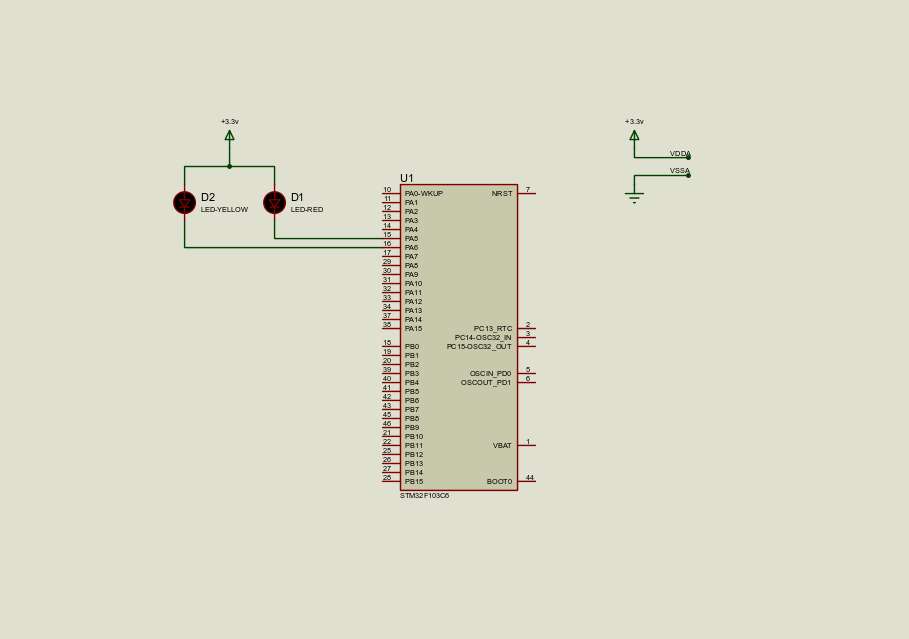 +3.3v
+3.3v
VDDA
VSSA
D2
LED-YELLOW
D1
LED-RED
U1
10 PA0-WKUP NRST 7
11 PA1
12 PA2
13 PA3
14 PA4
15 PA5
16 PA6
17 PA7
29 PA8
30 PA9
31 PA10
32 PA11
33 PA12
34 PA13
37 PA14
38 PA15 PC13_RTC 2
PC14-OSC32_IN 3
18 PB0 PC15-OSC32_OUT 4
19 PB1
20 PB2
39 PB3 OSCIN_PD0 5
40 PB4 OSCOUT_PD1 6
41 PB5
42 PB6
43 PB7
45 PB8
46 PB9
21 PB10
22 PB11 VBAT 1
25 PB12
26 PB13
27 PB14
28 PB15 BOOT0 44
STM32F103C6